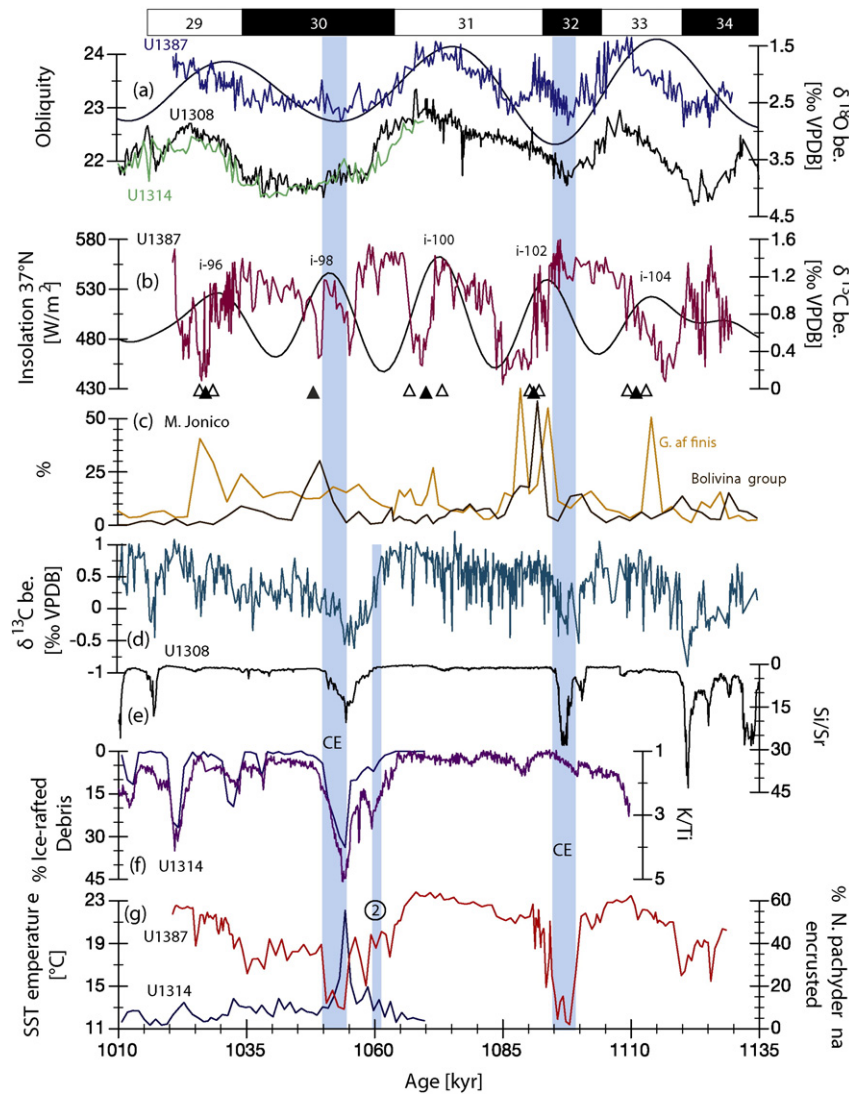 29 30 31 32 33 34
U1387
24
23
22
Obliquity
(a)
U1308
U1314
1.5
2.5
3.5
4.5
δ 18O be.
[‰ VPDB]
U1387
580
530
480
430
Insolation 37°N
[W/m2]
(b)
i-96 i-98 i-100 i-102 i-104
1.6
1.2
0.8
0.4
0
δ 13C be.
[‰ VPDB]
(c)
M. Jonico
50
25
0
%
G. af finis
Bolivina group
1
0.5
0
-0.5
-1
δ 13C be.
[‰ VPDB]
(d)
U1308
(e)
0
15
30
45
Si/Sr
CE
0
15
30
45
% Ice-rafted
Debris
(f)
U1314
1
3
5
K/Ti
CE
23
19
15
11
SST emperatur e
[°C]
(g)
2
U1387
U1314
60
40
20
0
% N. pachyder na
encrusted
1010 1035 1060 1085 1110 1135
Age [kyr]